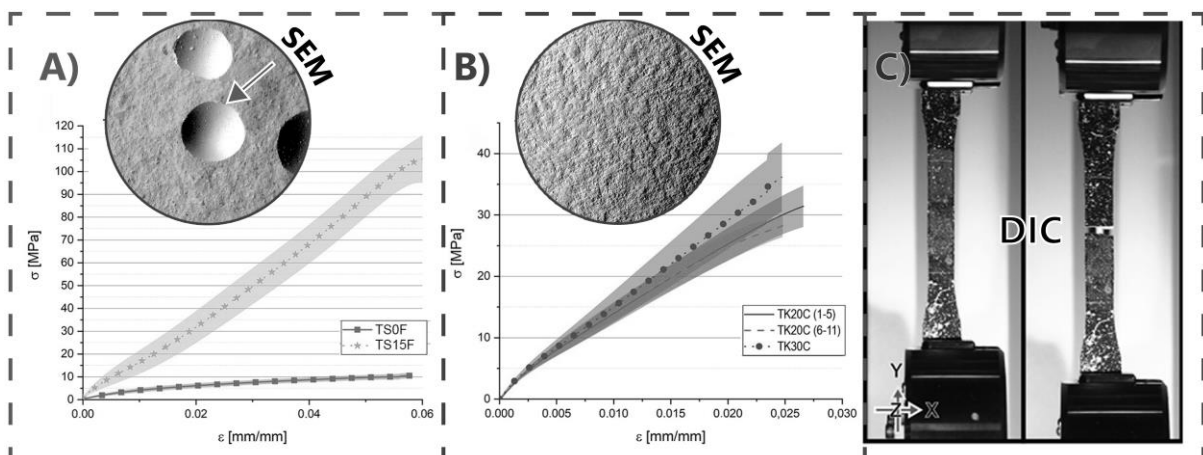 A)
SEM
120
110
100
90
80
70
60
50
40
30
20
10
0
σ [MPa]
TS0F
TS15F
0.00 0.02 0.04 0.06
ε [mm/mm]
B)
SEM
40
30
20
10
0
σ [MPa]
TK20C (1-5)
TK20C (6-11)
TK30C
0.000 0.005 0.010 0.015 0.020 0,025 0,030
ε [mm/mm]
C)
DIC
Y
Z X